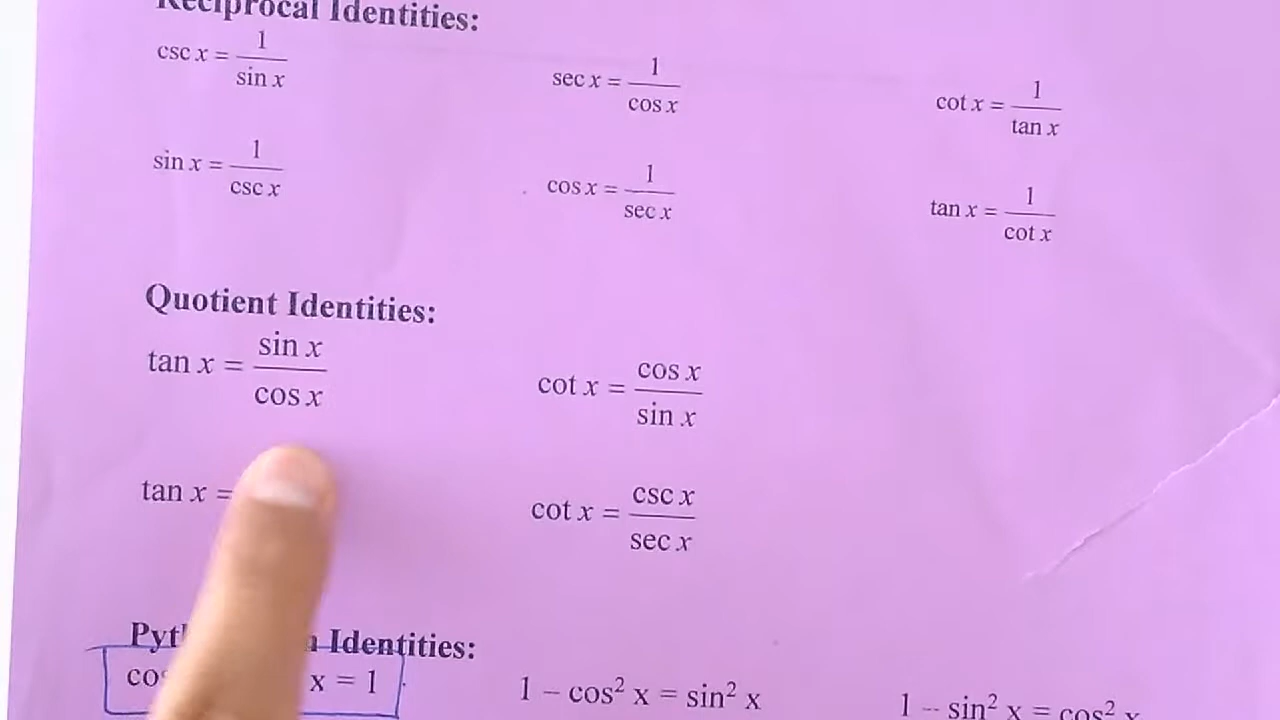 Reciprocal Identities:
csc x = 1/sin x    sec x = 1/cos x    cot x = 1/tan x
sin x = 1/csc x    cos x = 1/sec x    tan x = 1/cot x
Quotient Identities:
tan x = sin x/cos x    cot x = cos x/sin x
tan x =    cot x = csc x/sec x
Identities:
x = 1    1 – cos² x = sin² x    1 – sin² x = cos² x